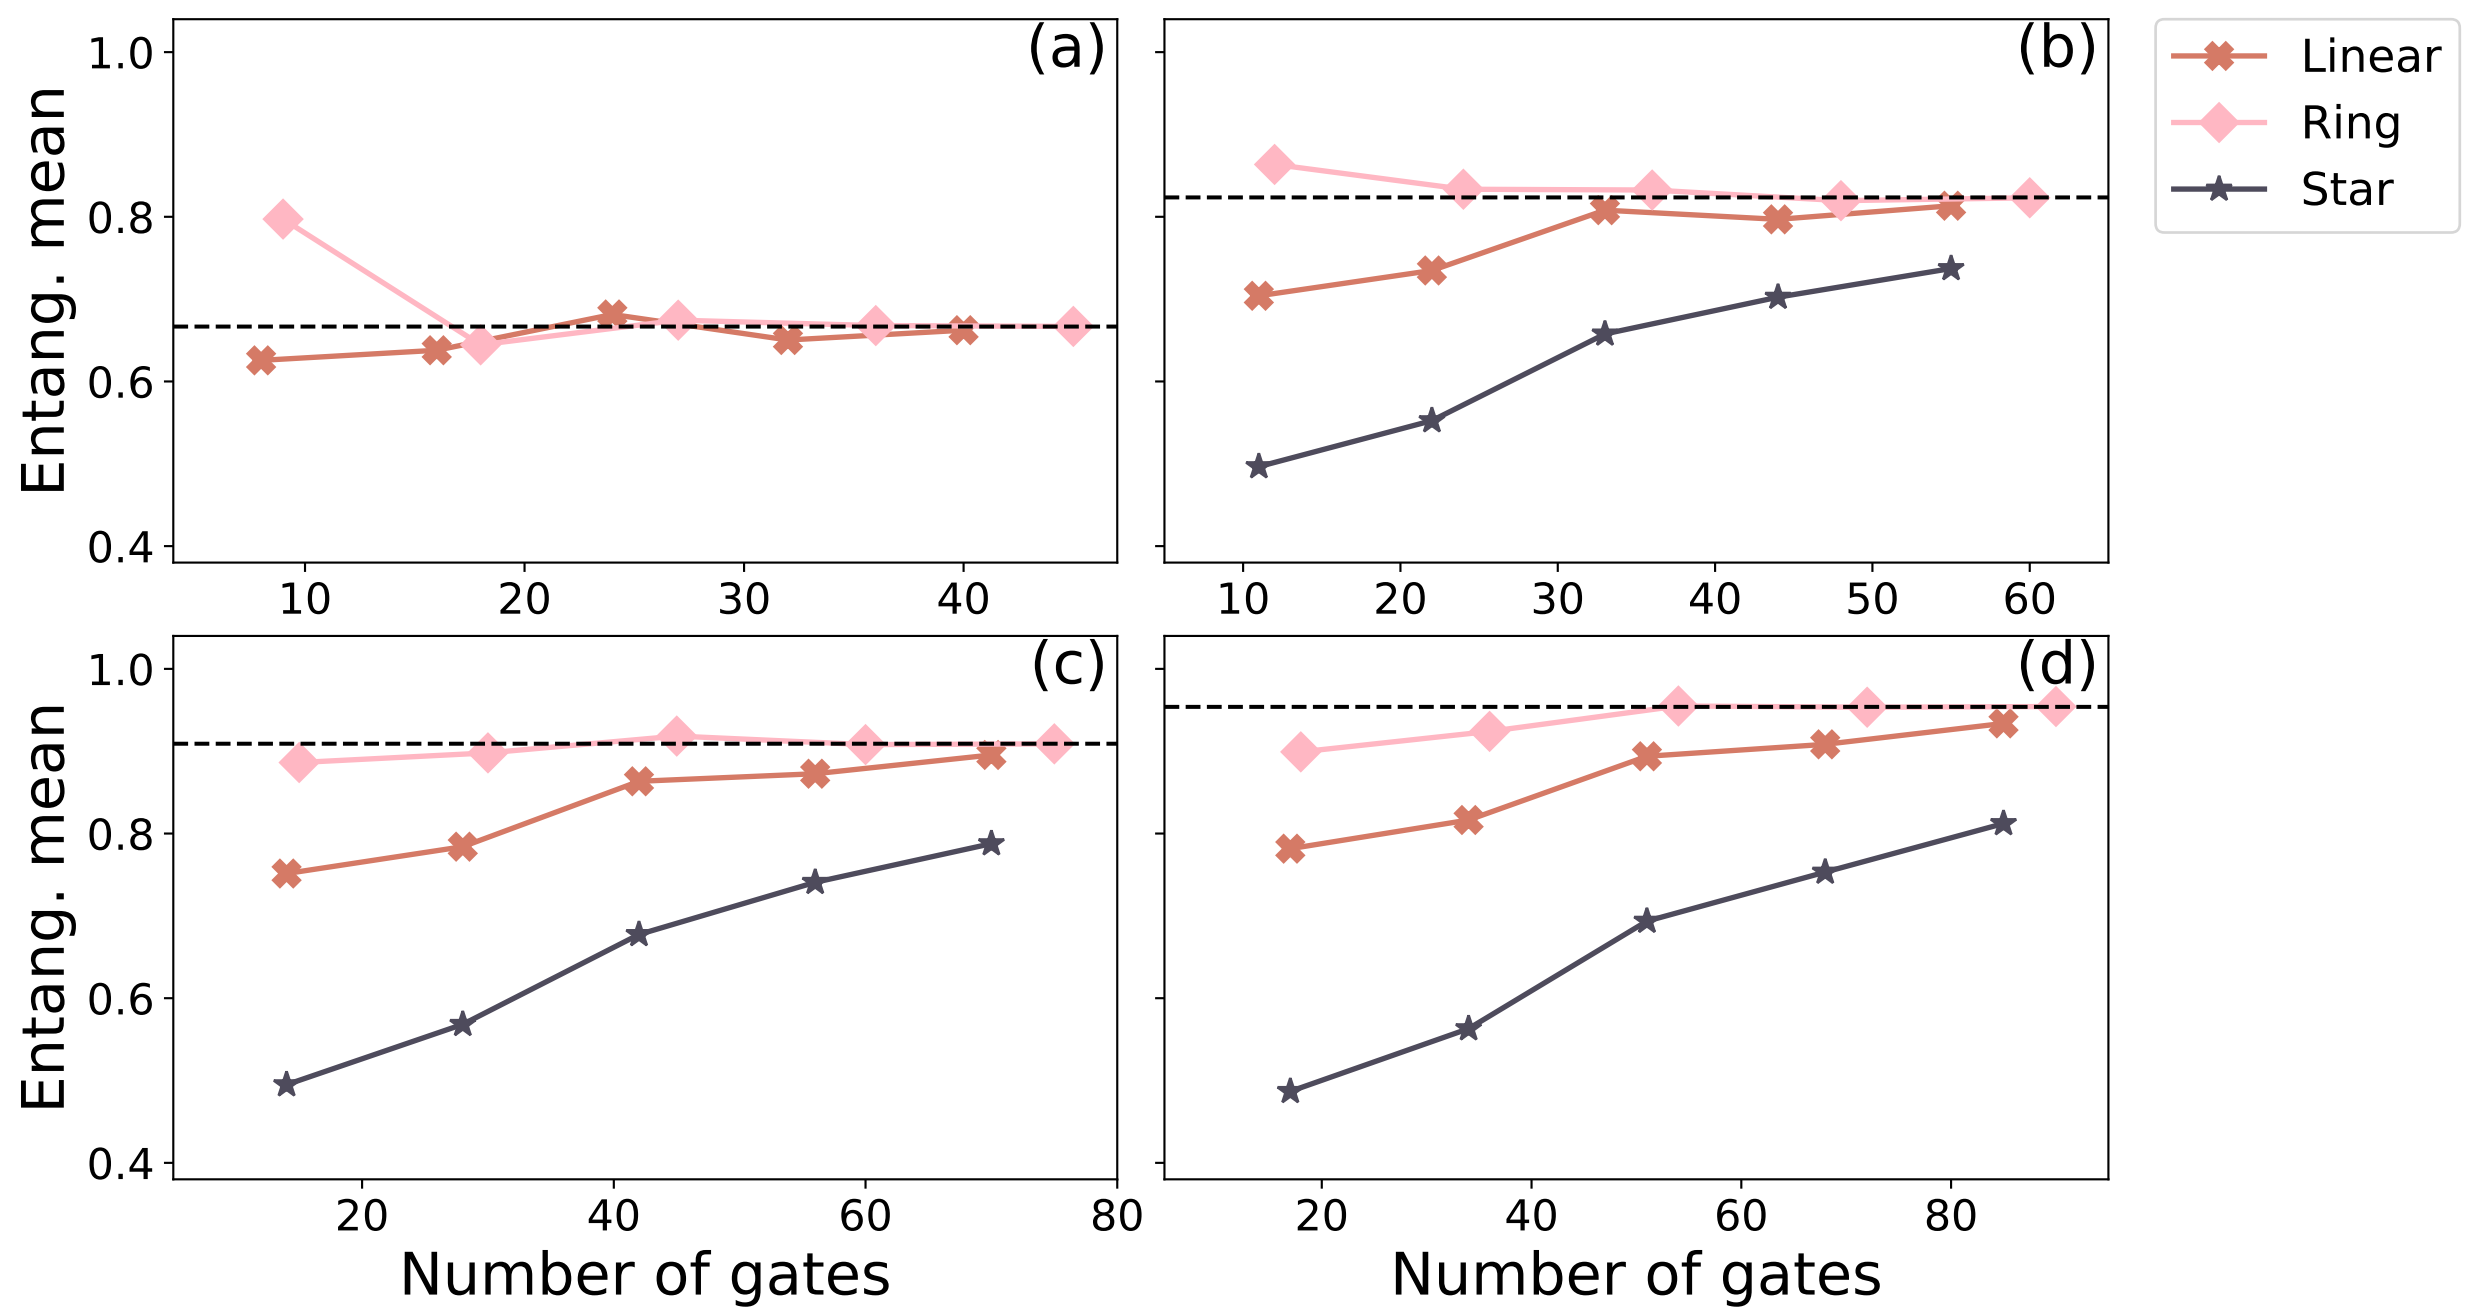 (a)
1.0
0.8
0.6
0.4
Entang. mean
10 20 30 40
(b)
10 20 30 40 50 60
Linear
Ring
Star
(c)
1.0
0.8
0.6
0.4
Entang. mean
20 40 60 80
Number of gates
(d)
20 40 60 80
Number of gates